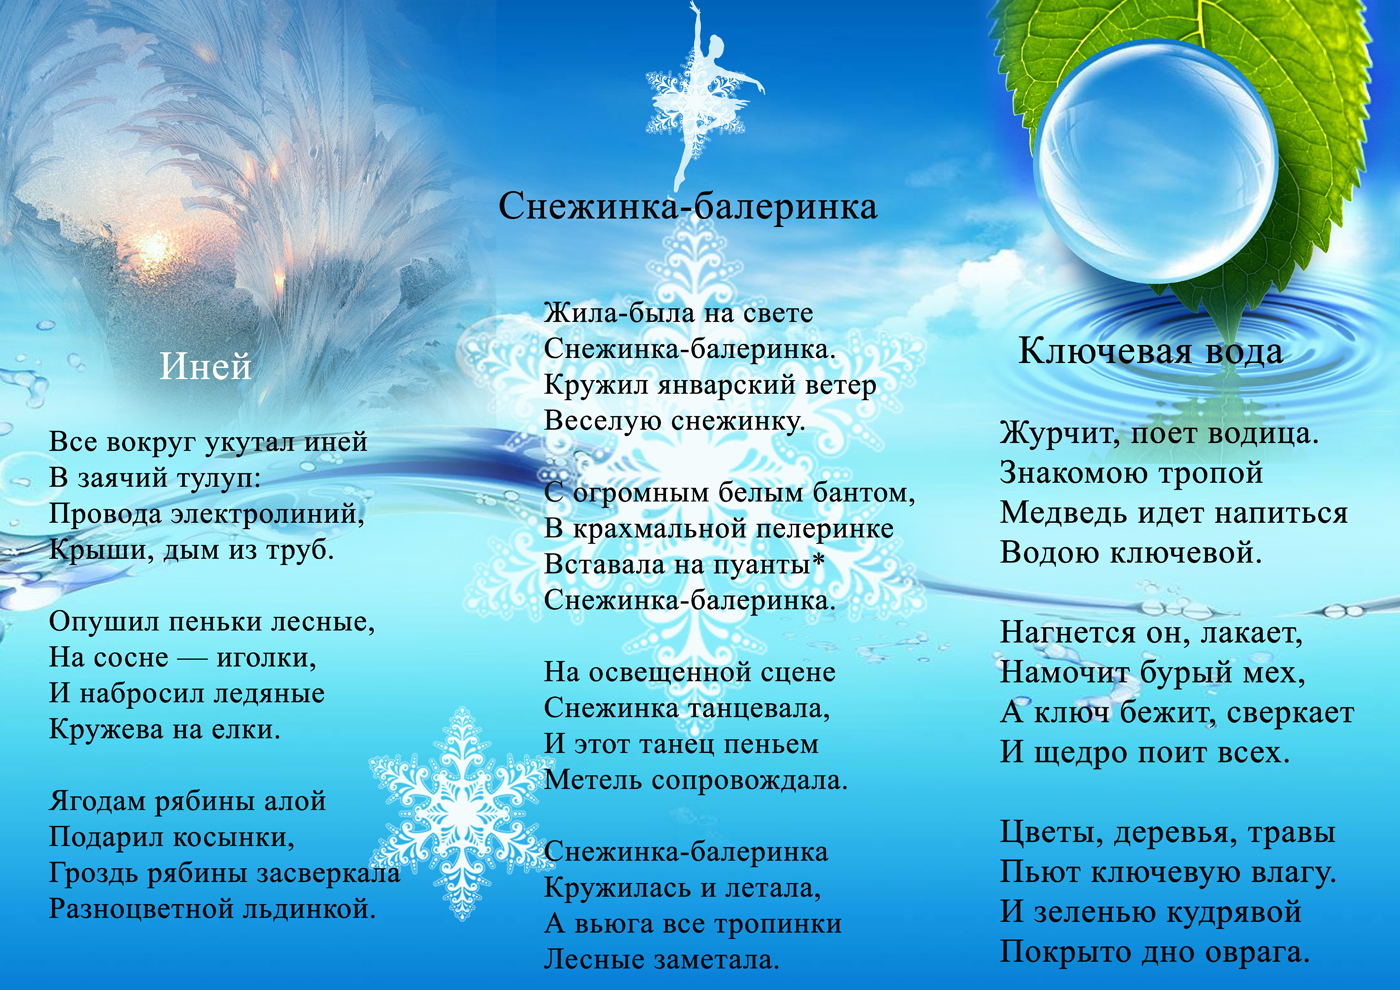 Иней
Все вокруг укутал иней
В заячий тулуп:
Провода электролиний,
Крыши, дым из труб.
Опушил пеньки лесные,
На сосне — иголки,
И набросил ледяные
Кружева на елки.
Ягодам рябины алой
Подарил косынки,
Гроздь рябины засверкала
Разноцветной льдинкой.
Снежинка-балеринка
Жила-была на свете
Снежинка-балеринка.
Кружил январский ветер
Веселую снежинку.
С огромным белым бантом,
В крахмальной пелеринке
Вставала на пуанты*
Снежинка-балеринка.
На освещенной сцене
Снежинка танцевала,
И этот танец пеньем
Метель сопровождала.
Снежинка-балеринка
Кружилась и летала,
А вьюга все тропинки
Лесные заметала.
Ключевая вода
Журчит, поет водица.
Знакомою тропой
Медведь идет напиться
Водою ключевой.
Нагнется он, лакает,
Намочит бурый мех,
А ключ бежит, сверкает
И щедро поит всех.
Цветы, деревья, травы
Пьют ключевую влагу.
И зеленью кудрявой
Покрыто дно оврага.